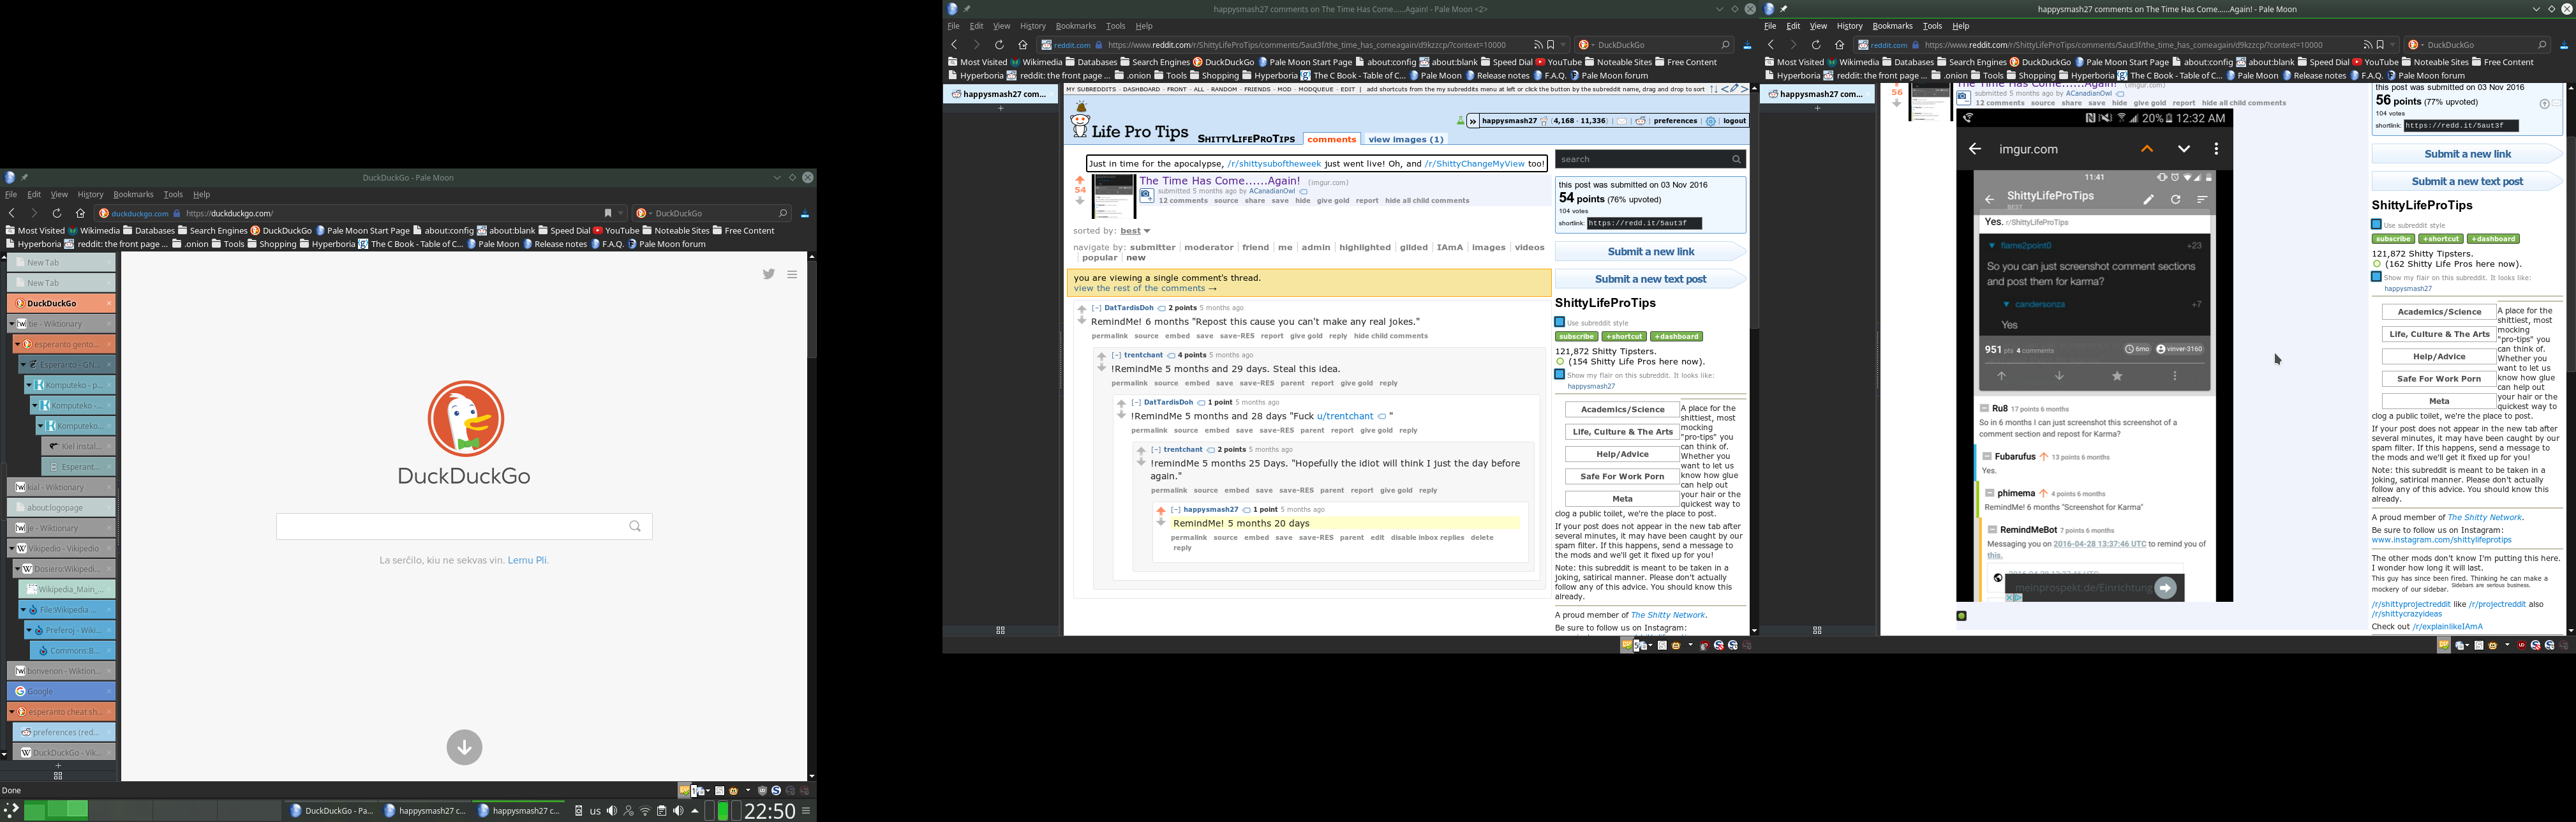 DuckDuckGo - Pale Moon
File Edit View History Bookmarks Tools Help
duckduckgo.com https://duckduckgo.com/ DuckDuckGo
Most Visited Wikimedia Databases Search Engines DuckDuckGo Pale Moon Start Page about:config about:blank Speed Dial YouTube Noteable Sites Free Content
Hyperboria reddit: the front page ... .onion Tools Shopping Hyperboria The C Book - Table of C... Pale Moon Release notes F.A.Q. Pale Moon forum
New Tab
New Tab
DuckDuckGo
tie - Wiktionary
esperanto gento...
Esperanto - GN...
Komputeko - p...
Komputeko -...
Komputeko...
Kiel instal...
Esperant...
kial - Wiktionary
about:logopage
je - Wiktionary
Vikipedio - Vikipedio
Dosiero:Wikipedi...
Wikipedia_Main_...
File:Wikipedia ...
Preferoj - Wiki...
Commons:B...
bonvenon - Wiktion...
Google
esperanto cheat sh...
preferences (red...
DuckDuckGo - Vik...
DuckDuckGo
La serĉilo, kiu ne sekvas vin. Lernu Pli.
Done
DuckDuckGo - Pa...
happysmash27 c...
happysmash27 c...
us
22:50
happysmash27 comments on The Time Has Come......Again! - Pale Moon <2>
File Edit View History Bookmarks Tools Help
reddit.com https://www.reddit.com/r/ShittyLifeProTips/comments/5aut3f/the_time_has_comeagain/d9kzzcp/?context=10000 DuckDuckGo
Most Visited Wikimedia Databases Search Engines DuckDuckGo Pale Moon Start Page about:config about:blank Speed Dial YouTube Noteable Sites Free Content
Hyperboria reddit: the front page ... .onion Tools Shopping Hyperboria The C Book - Table of C... Pale Moon Release notes F.A.Q. Pale Moon forum
happysmash27 com...
MY SUBREDDITS - DASHBOARD - FRONT - ALL - RANDOM - FRIENDS - MOD - MODQUEUE - EDIT | add shortcuts from the my subreddits menu at left or click the button by the subreddit name, drag and drop to sort
Life Pro Tips ShittyLifeProTips comments view images (1)
happysmash27 (4,168 · 11,336) preferences logout
Just in time for the apocalypse, /r/shittysuboftheweek just went live! Oh, and /r/ShittyChangeMyView too!
54
The Time Has Come......Again! (imgur.com)
submitted 5 months ago by ACanadianOwl
12 comments source share save hide give gold report hide all child comments
sorted by: best
navigate by: submitter moderator friend me admin highlighted gilded IAmA images videos
popular new
you are viewing a single comment's thread.
view the rest of the comments →
[-] DatTardisDoh 2 points 5 months ago
RemindMe! 6 months "Repost this cause you can't make any real jokes."
permalink source embed save save-RES report give gold reply hide child comments
[-] trentchant 4 points 5 months ago
!RemindMe 5 months and 29 days. Steal this idea.
permalink source embed save save-RES parent report give gold reply
[-] DatTardisDoh 1 point 5 months ago
!RemindMe 5 months and 28 days "Fuck u/trentchant "
permalink source embed save save-RES parent report give gold reply
[-] trentchant 2 points 5 months ago
!remindMe 5 months 25 Days. "Hopefully the idiot will think I just the day before
again."
permalink source embed save save-RES parent report give gold reply
[-] happysmash27 1 point 5 months ago
RemindMe! 5 months 20 days
permalink source embed save save-RES parent edit disable inbox replies delete
reply
search
this post was submitted on 03 Nov 2016
54 points (76% upvoted)
104 votes
shortlink: https://redd.it/5aut3f
Submit a new link
Submit a new text post
ShittyLifeProTips
Use subreddit style
subscribe +shortcut +dashboard
121,872 Shitty Tipsters.
(154 Shitty Life Pros here now).
Show my flair on this subreddit. It looks like:
happysmash27
Academics/Science
Life, Culture & The Arts
Help/Advice
Safe For Work Porn
Meta
A place for the
shittiest, most
mocking
"pro-tips" you
can think of.
Whether you
want to let us
know how glue
can help out
your hair or the
quickest way to
clog a public toilet, we're the place to post.
If your post does not appear in the new tab after
several minutes, it may have been caught by our
spam filter. If this happens, send a message to
the mods and we'll get it fixed up for you!
Note: this subreddit is meant to be taken in a
joking, satirical manner. Please don't actually
follow any of this advice. You should know this
already.
A proud member of The Shitty Network.
Be sure to follow us on Instagram:
happysmash27 comments on The Time Has Come......Again! - Pale Moon
File Edit View History Bookmarks Tools Help
reddit.com https://www.reddit.com/r/ShittyLifeProTips/comments/5aut3f/the_time_has_comeagain/d9kzzcp/?context=10000 DuckDuckGo
Most Visited Wikimedia Databases Search Engines DuckDuckGo Pale Moon Start Page about:config about:blank Speed Dial YouTube Noteable Sites Free Content
Hyperboria reddit: the front page ... .onion Tools Shopping Hyperboria The C Book - Table of C... Pale Moon Release notes F.A.Q. Pale Moon forum
happysmash27 com...
56
The Time Has Come......Again! (imgur.com)
submitted 5 months ago by ACanadianOwl
12 comments source share save hide give gold report hide all child comments
20% 12:32 AM
imgur.com
11:41
ShittyLifeProTips
BEST
Yes. r/ShittyLifeProTips
flame2point0 +23
So you can just screenshot comment sections
and post them for karma?
candersonza +7
Yes
951 pts 4 comments 6mo vinver-3160
Ru8 17 points 6 months
So in 6 months I can just screenshot this screenshot of a
comment section and repost for Karma?
Fubarufus 13 points 6 months
Yes.
phimema 4 points 6 months
RemindMe! 6 months "Screenshot for Karma"
RemindMeBot 7 points 6 months
Messaging you on 2016-04-28 13:37:46 UTC to remind you of
this.
meinprospekt.de/Einrichtung
this post was submitted on 03 Nov 2016
56 points (77% upvoted)
104 votes
shortlink: https://redd.it/5aut3f
Submit a new link
Submit a new text post
ShittyLifeProTips
Use subreddit style
subscribe +shortcut +dashboard
121,872 Shitty Tipsters.
(162 Shitty Life Pros here now).
Show my flair on this subreddit. It looks like:
happysmash27
Academics/Science
Life, Culture & The Arts
Help/Advice
Safe For Work Porn
Meta
A place for the
shittiest, most
mocking
"pro-tips" you
can think of.
Whether you
want to let us
know how glue
can help out
your hair or the
quickest way to
clog a public toilet, we're the place to post.
If your post does not appear in the new tab after
several minutes, it may have been caught by our
spam filter. If this happens, send a message to
the mods and we'll get it fixed up for you!
Note: this subreddit is meant to be taken in a
joking, satirical manner. Please don't actually
follow any of this advice. You should know this
already.
A proud member of The Shitty Network.
Be sure to follow us on Instagram:
www.instagram.com/shittylifeprotips
The other mods don't know I'm putting this here.
I wonder how long it will last.
This guy has since been fired. Thinking he can make a
mockery of our sidebar. Sidebars are serious business.
/r/shittyprojectreddit like /r/projectreddit also
/r/shittycrazyideas
Check out /r/explainlikeIAmA